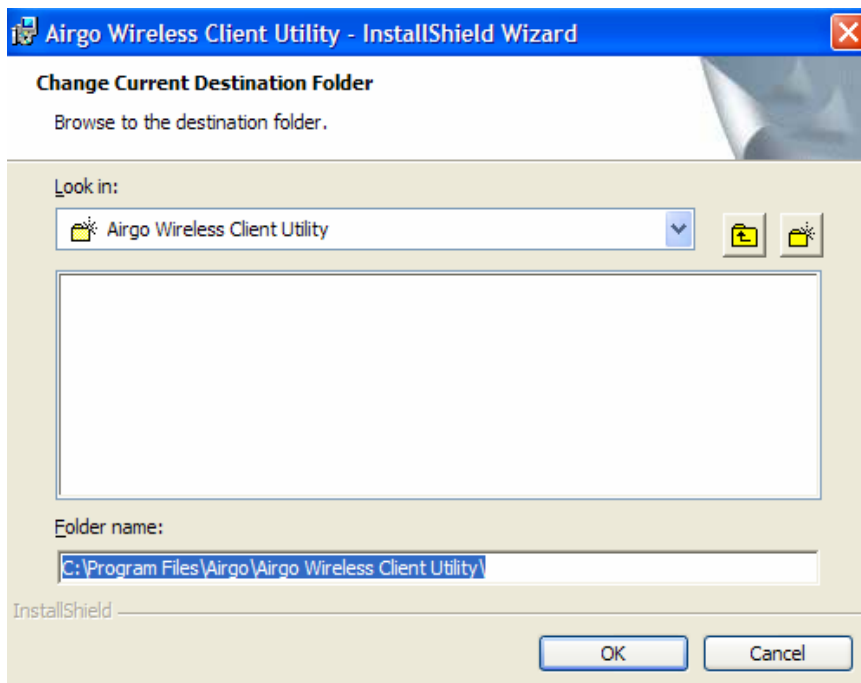 Airgo Wireless Client Utility - InstallShield Wizard
Change Current Destination Folder
Browse to the destination folder.
Look in:
Airgo Wireless Client Utility
Folder name:
C:\Program Files\Airgo\Airgo Wireless Client Utility\
InstallShield
OK Cancel